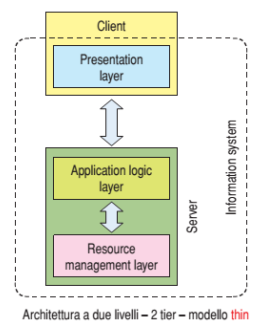 Client
Presentation
layer
Application logic
layer
Resource
management layer
Server
Information system
Architettura a due livelli – 2 tier – modello thin